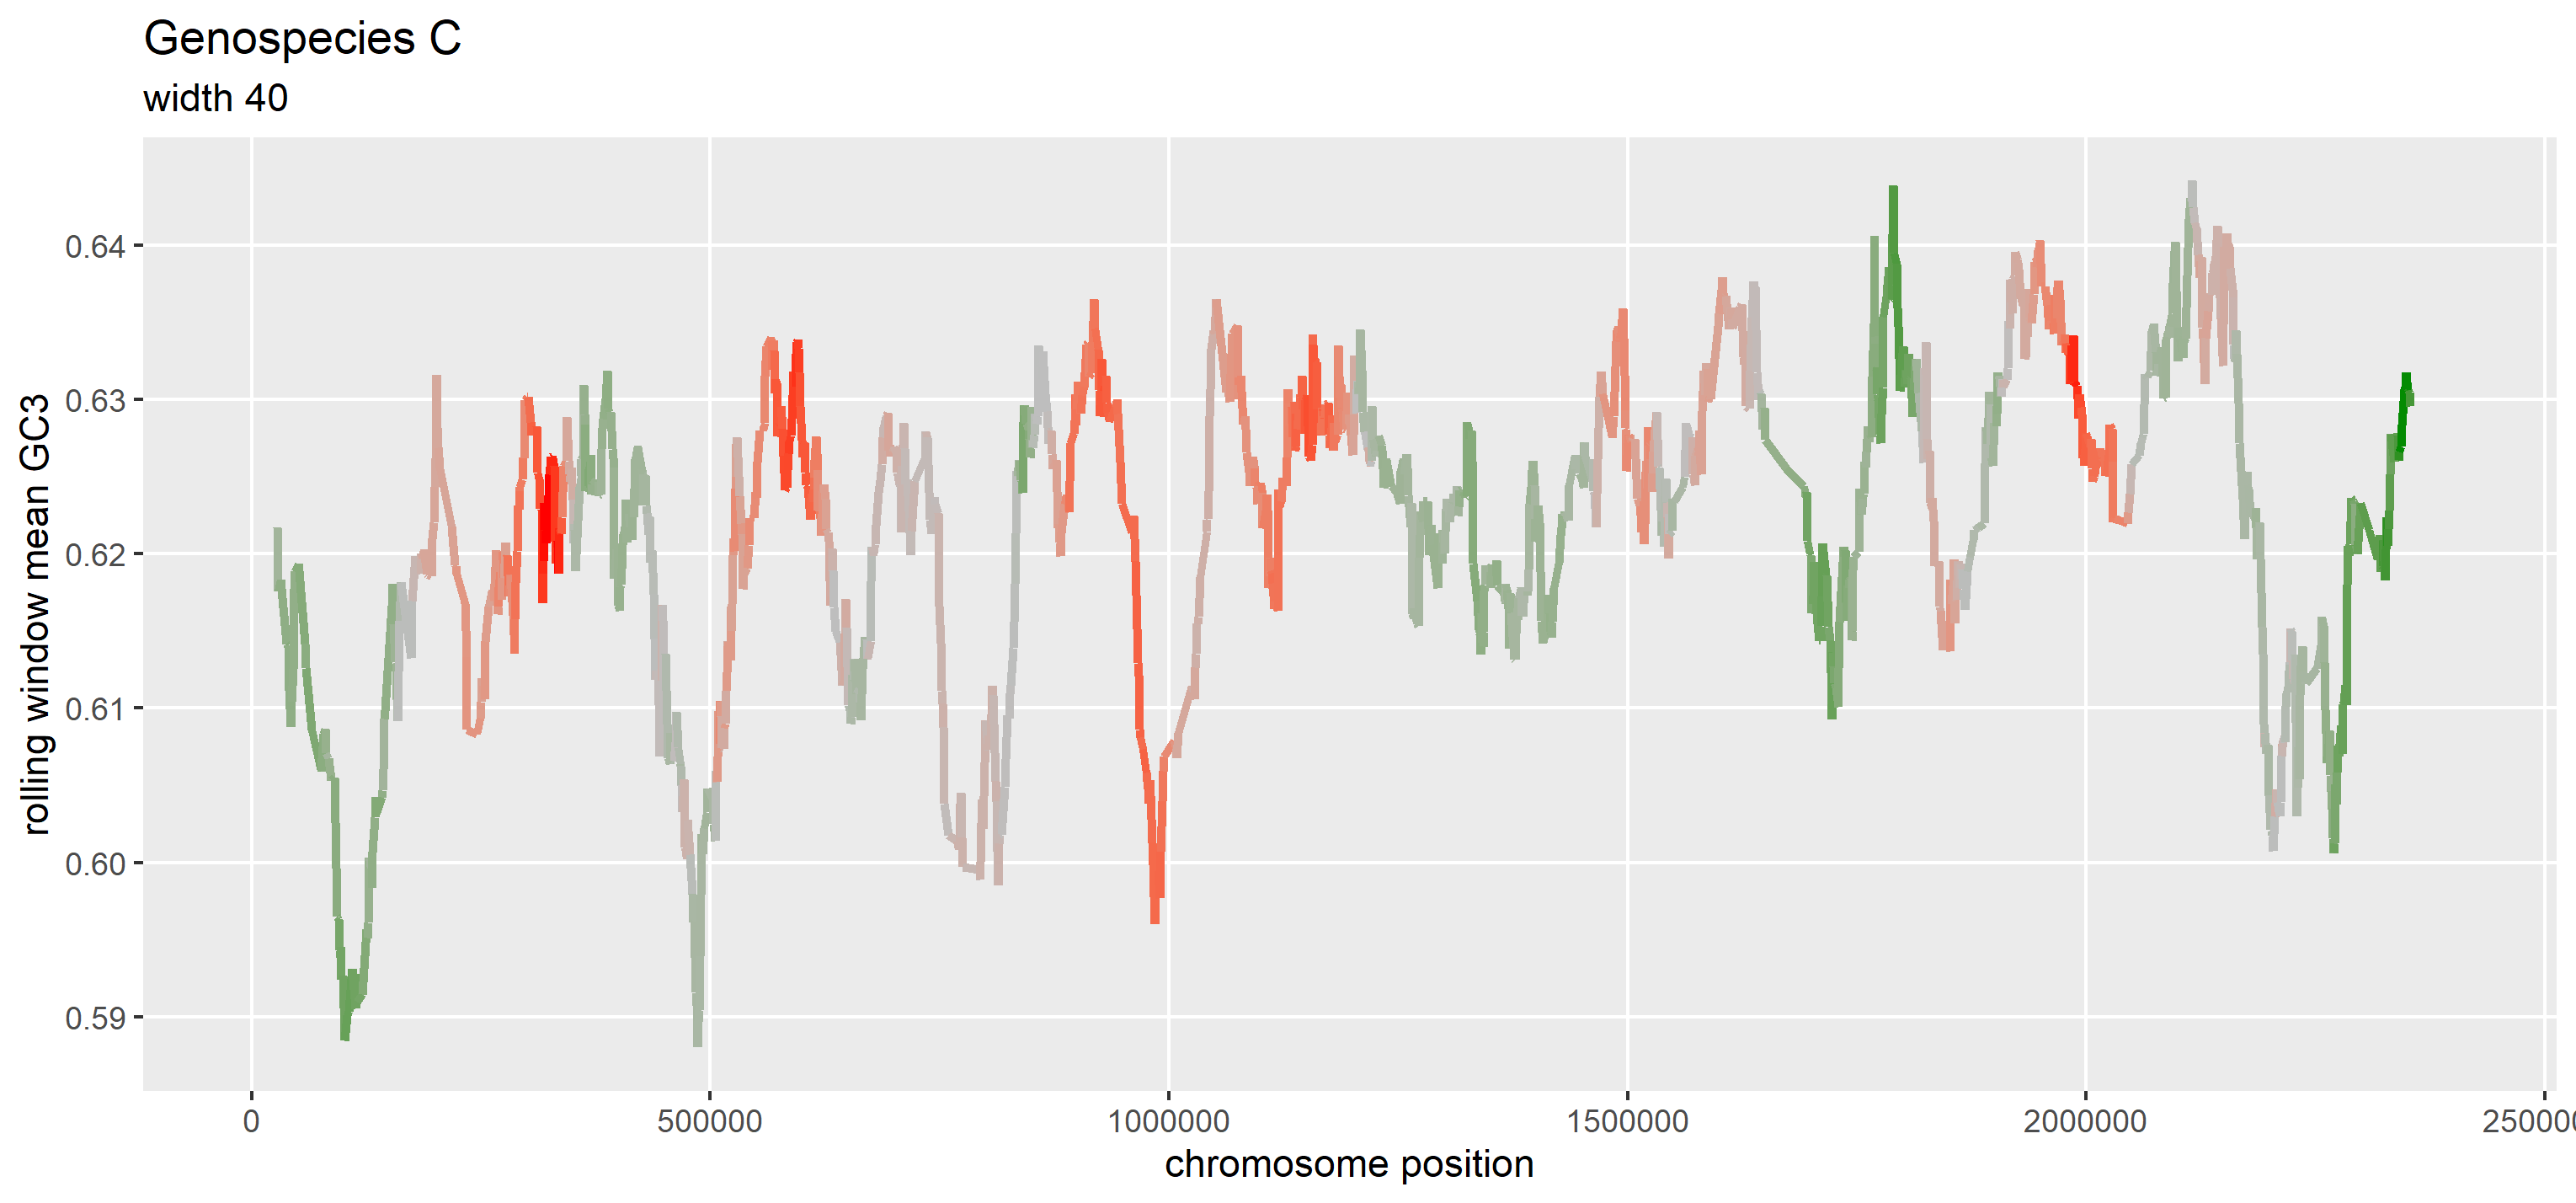 Genospecies C
width 40
rolling window mean GC3
0.64
0.63
0.62
0.61
0.60
0.59
0 500000 1000000 1500000 2000000 250000
chromosome position